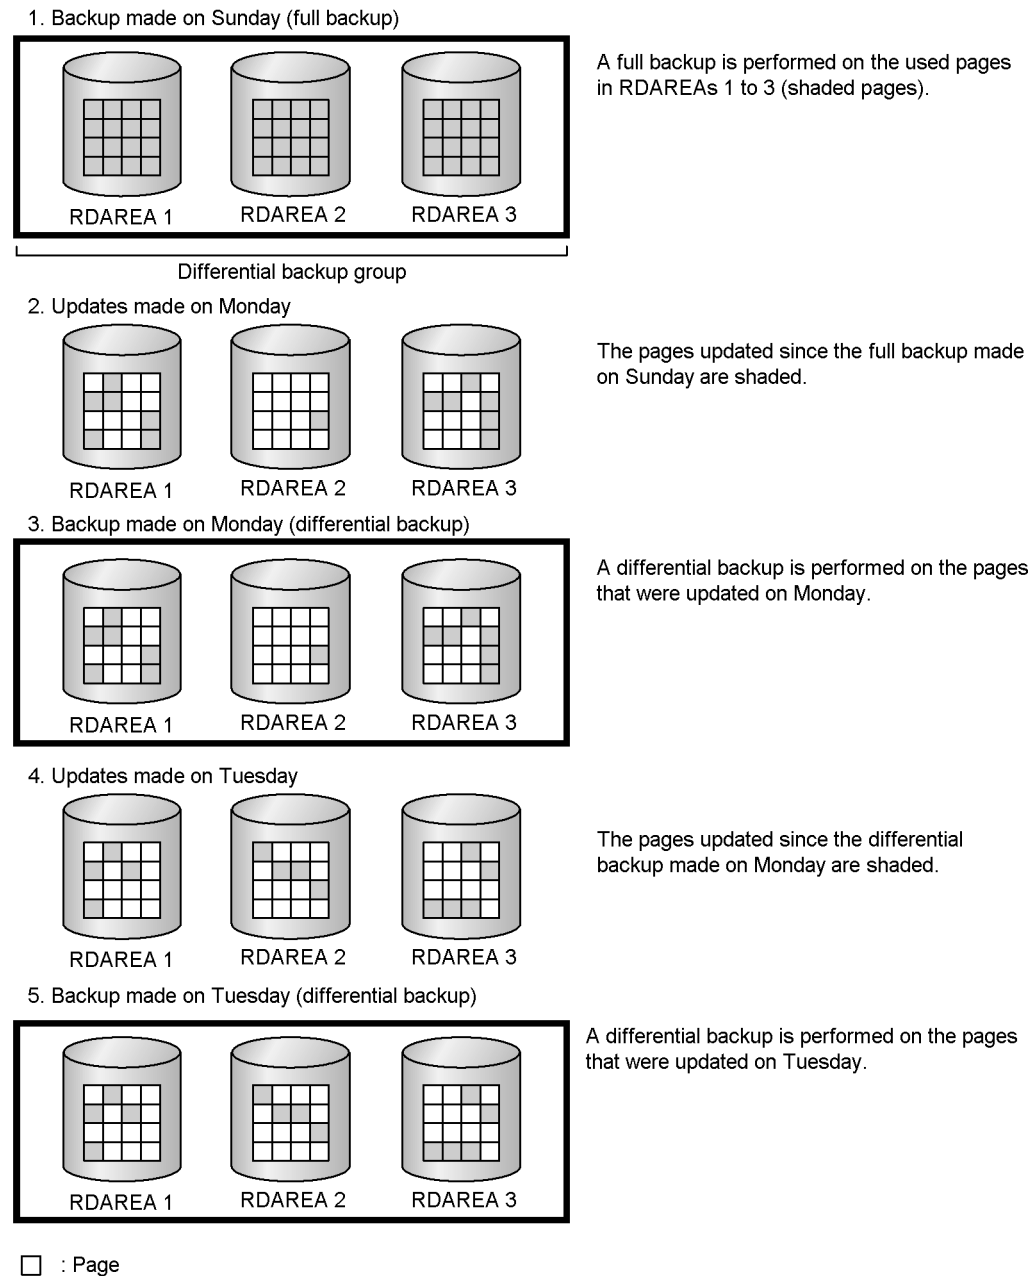 1. Backup made on Sunday (full backup)
A full backup is performed on the used pages
in RDAREAs 1 to 3 (shaded pages).
RDAREA 1 RDAREA 2 RDAREA 3
Differential backup group
2. Updates made on Monday
The pages updated since the full backup made
on Sunday are shaded.
RDAREA 1 RDAREA 2 RDAREA 3
3. Backup made on Monday (differential backup)
A differential backup is performed on the pages
that were updated on Monday.
RDAREA 1 RDAREA 2 RDAREA 3
4. Updates made on Tuesday
The pages updated since the differential
backup made on Monday are shaded.
RDAREA 1 RDAREA 2 RDAREA 3
5. Backup made on Tuesday (differential backup)
A differential backup is performed on the pages
that were updated on Tuesday.
RDAREA 1 RDAREA 2 RDAREA 3
: Page